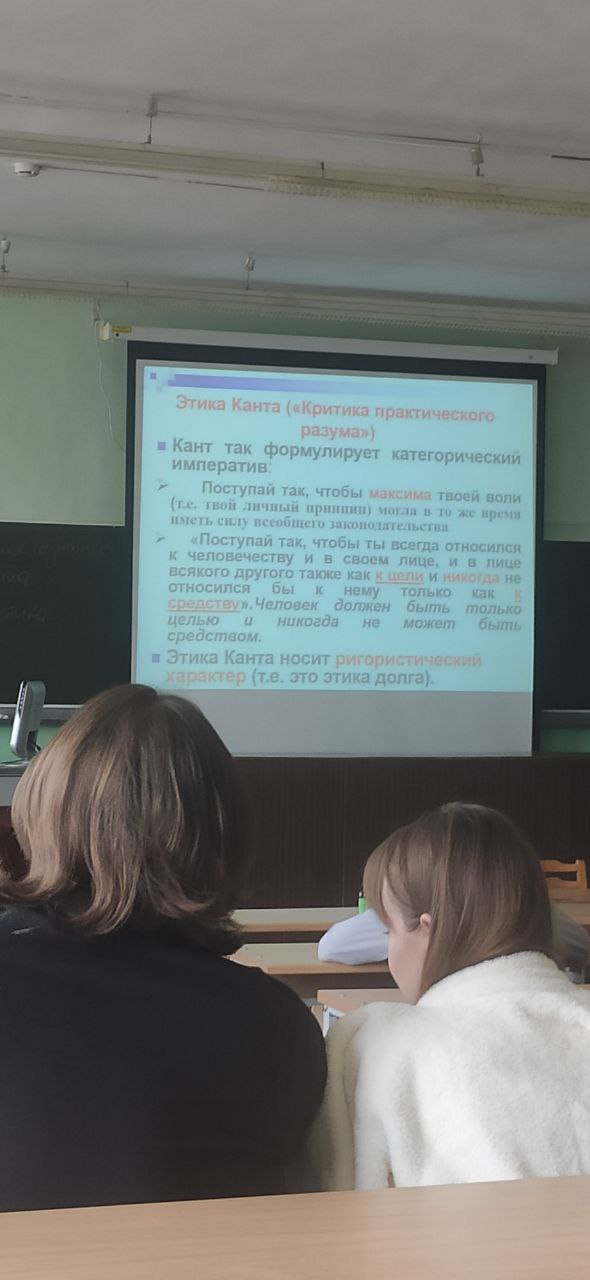 Этика Канта («Критика практического
разума»)
Кант так формулирует категорический
императив:
Поступай так, чтобы максима твоей воли
(т.е. твой личный принцип) могла в то же время
иметь силу всеобщего законодательства
«Поступай так, чтобы ты всегда относился
к человечеству и в своем лице, и в лице
всякого другого также как к цели и никогда не
относился бы к нему только как к
средству».Человек должен быть только
целью и никогда не может быть
средством.
Этика Канта носит ригористический
характер (т.е. это этика долга).